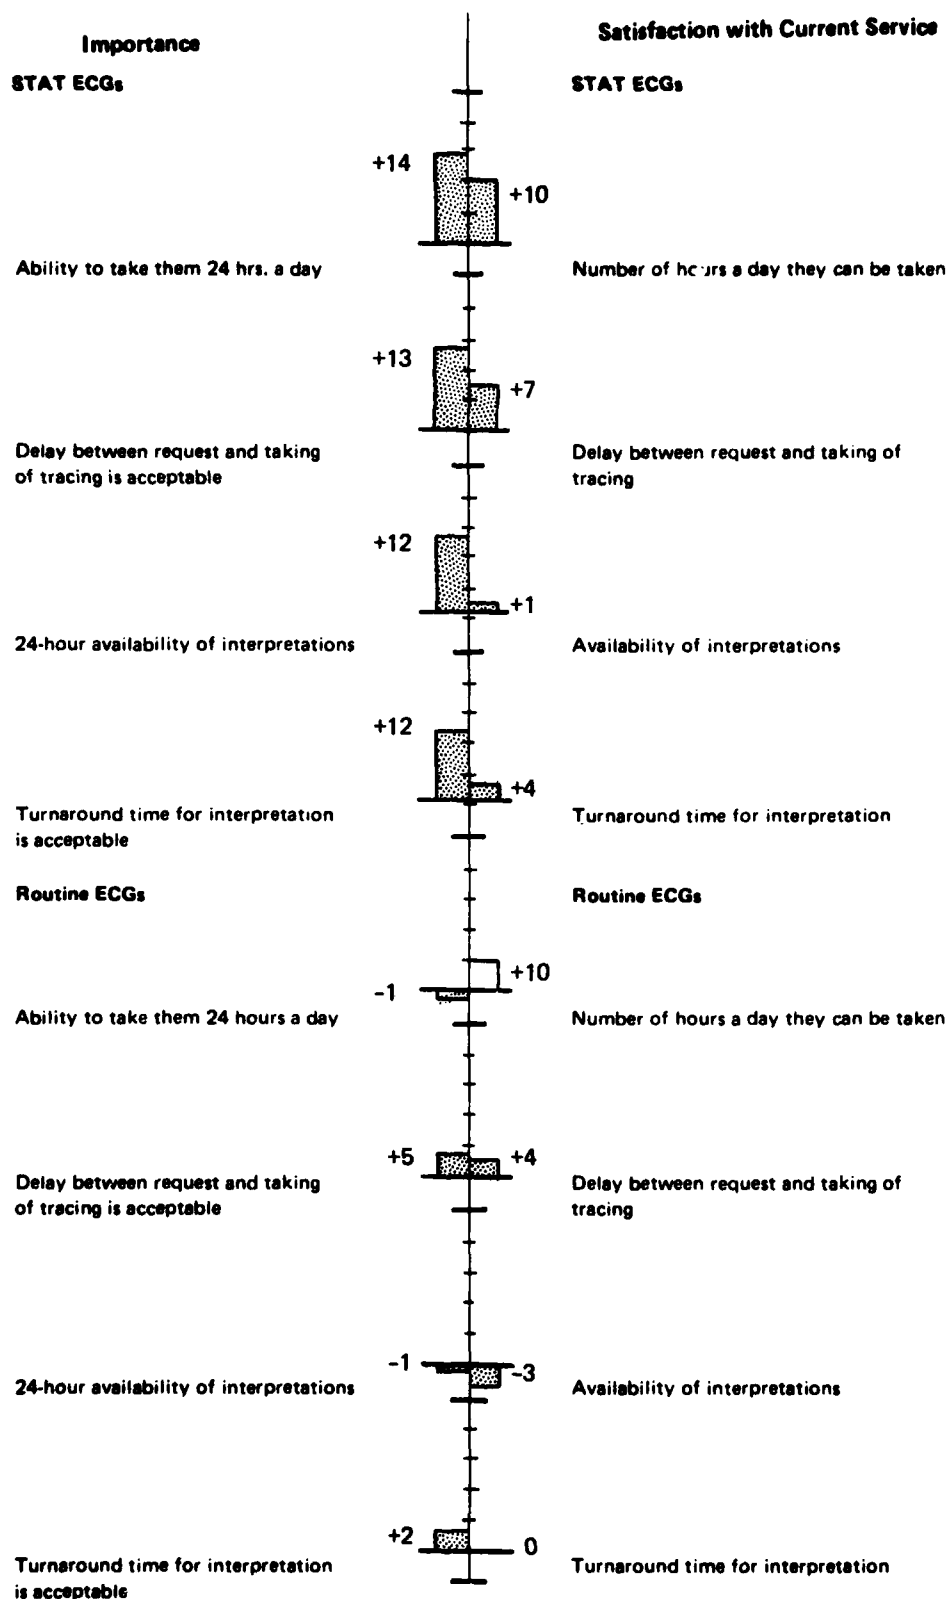 Importance
Satisfaction with Current Service
STAT ECGs
STAT ECGs
+14
+10
Ability to take them 24 hrs. a day
Number of hours a day they can be taken
+13
+7
Delay between request and taking
of tracing is acceptable
Delay between request and taking of
tracing
+12
+1
24-hour availability of interpretations
Availability of interpretations
+12
+4
Turnaround time for interpretation
is acceptable
Turnaround time for interpretation
Routine ECGs
Routine ECGs
-1
+10
Ability to take them 24 hours a day
Number of hours a day they can be taken
+5
+4
Delay between request and taking
of tracing is acceptable
Delay between request and taking of
tracing
-1
-3
24-hour availability of interpretations
Availability of interpretations
+2
0
Turnaround time for interpretation
is acceptable
Turnaround time for interpretation